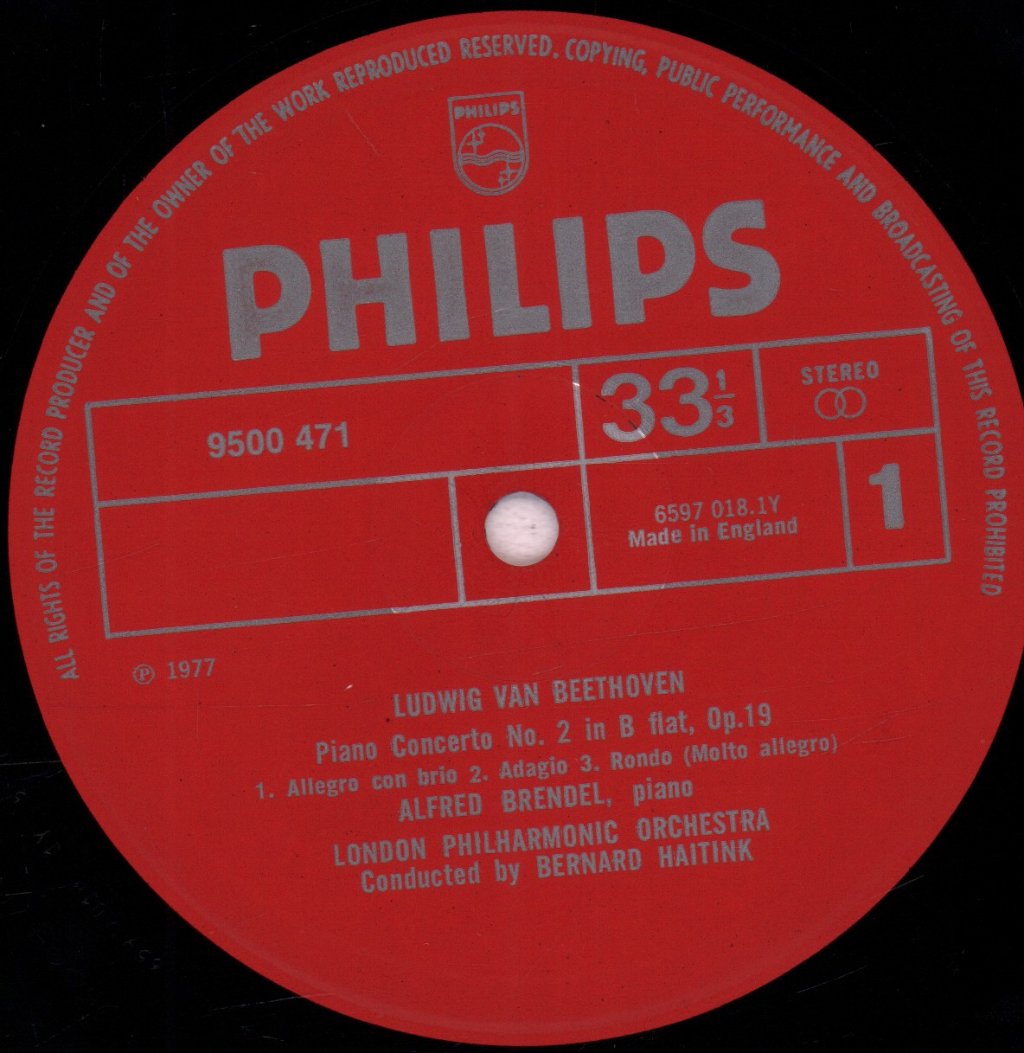 ALL RIGHTS OF THE RECORD PRODUCER AND OF THE OWNER OF THE WORK REPRODUCED RESERVED. COPYING, PUBLIC PERFORMANCE AND BROADCASTING OF THIS RECORD PROHIBITED
PHILIPS
PHILIPS
9500 471
33 1/3
STEREO
6597 018.1Y
Made in England
1
℗ 1977
LUDWIG VAN BEETHOVEN
Piano Concerto No. 2 in B flat, Op.19
1. Allegro con brio 2. Adagio 3. Rondo (Molto allegro)
ALFRED BRENDEL, piano
LONDON PHILHARMONIC ORCHESTRA
Conducted by BERNARD HAITINK